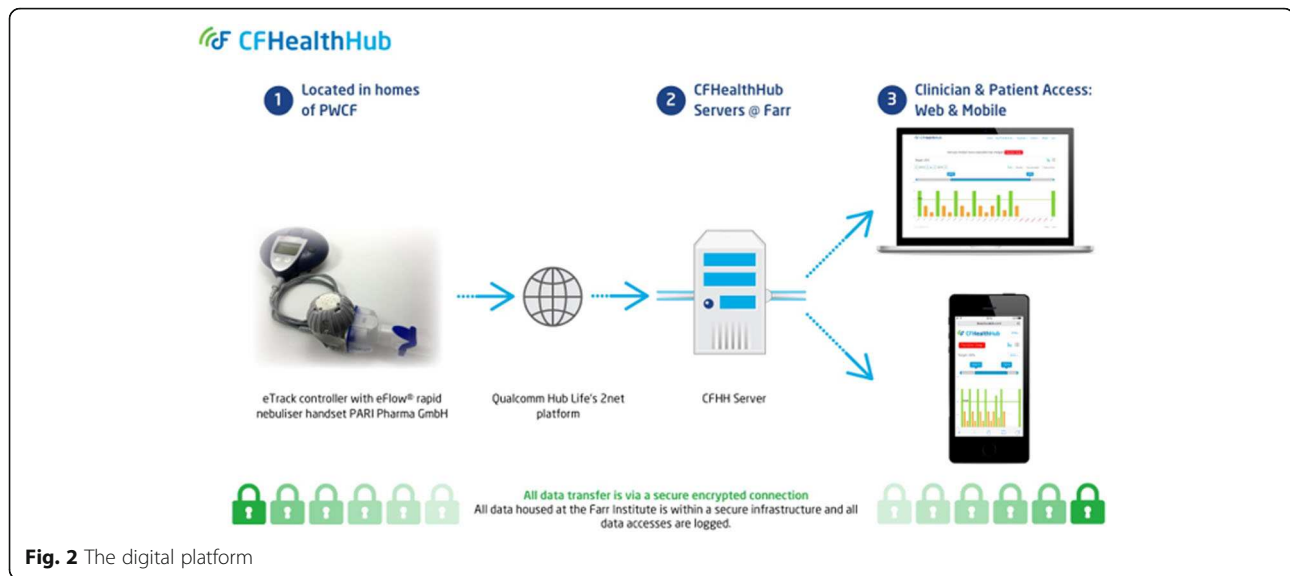 CFHealthHub
1 Located in homes
of PWCF
2 CFHealthHub
Servers @ Farr
3 Clinician & Patient Access:
Web & Mobile
eTrack controller with eFlow® rapid
nebuliser handset PARI Pharma GmbH
Qualcomm Hub Life's 2net
platform
CFHH Server
CFHealthHub
All data transfer is via a secure encrypted connection
All data housed at the Farr Institute is within a secure infrastructure and all
data accesses are logged.
Fig. 2 The digital platform